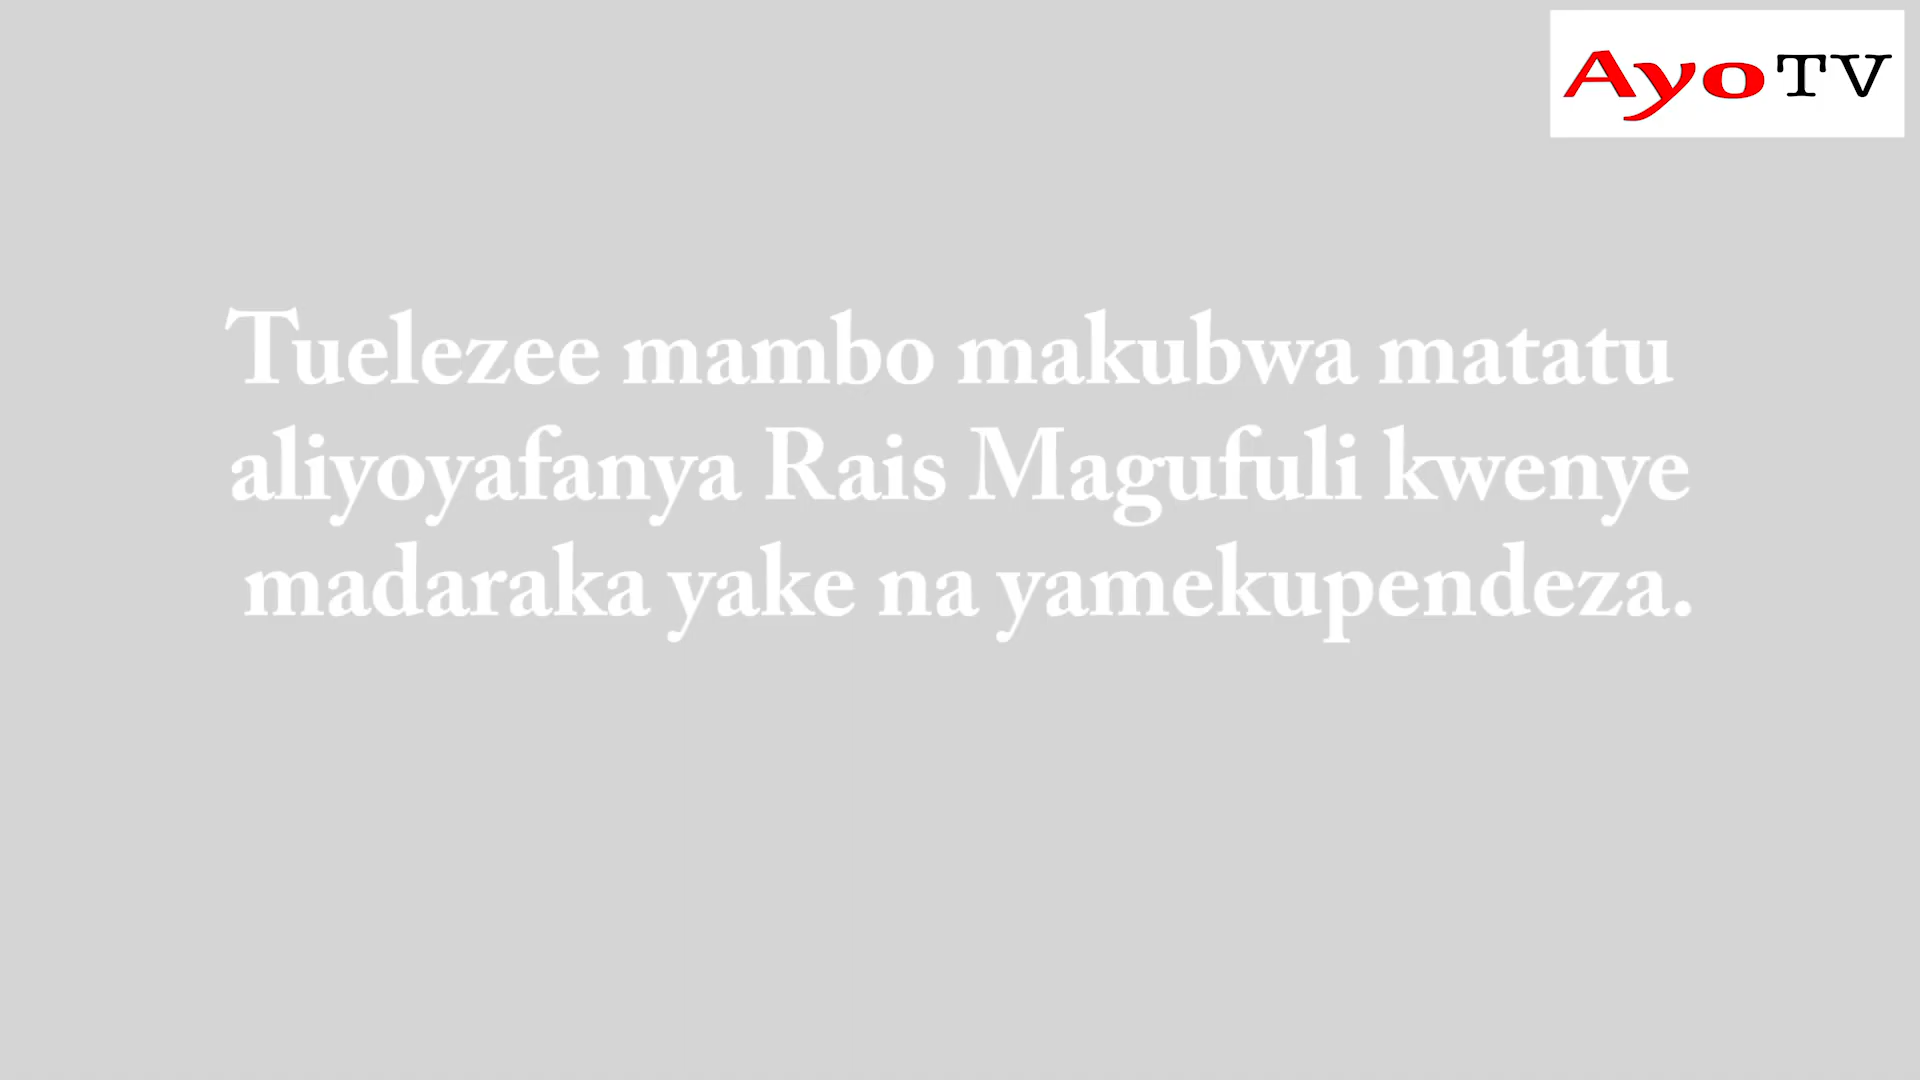 AyoTV
Tuelezee mambo makubwa matatu
aliyoyafanya Rais Magufuli kwenye
madaraka yake na yamekupendeza.